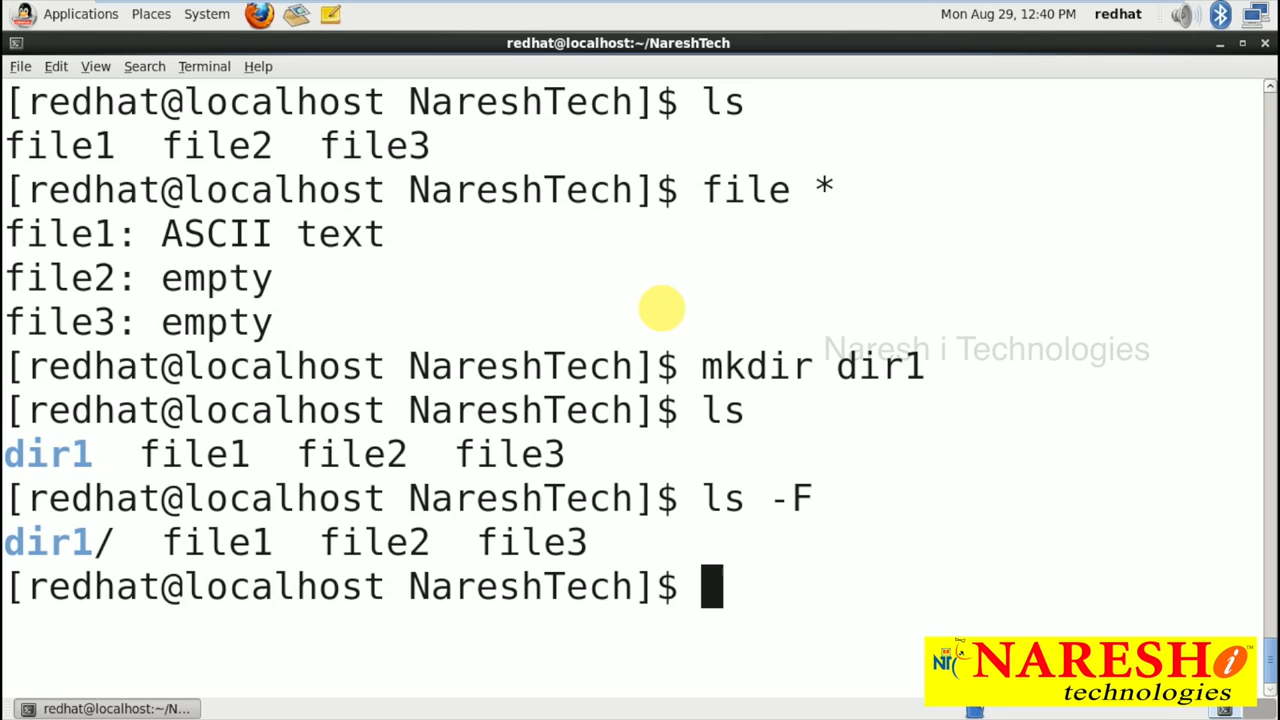 Applications Places System Mon Aug 29, 12:40 PM redhat
redhat@localhost:~/NareshTech
File Edit View Search Terminal Help
[redhat@localhost NareshTech]$ ls
file1 file2 file3
[redhat@localhost NareshTech]$ file *
file1: ASCII text
file2: empty
file3: empty
Naresh i Technologies
[redhat@localhost NareshTech]$ mkdir dir1
[redhat@localhost NareshTech]$ ls
dir1 file1 file2 file3
[redhat@localhost NareshTech]$ ls -F
dir1/ file1 file2 file3
[redhat@localhost NareshTech]$
NARESH i
technologies
redhat@localhost:~/N...